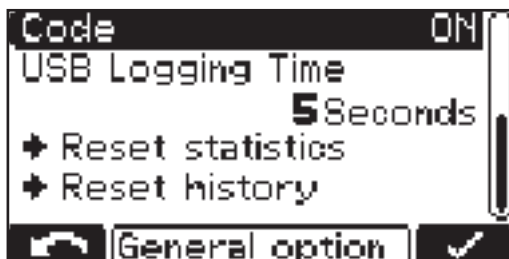 Code ON
USB Logging Time
5 Seconds
Reset statistics
Reset history
General option